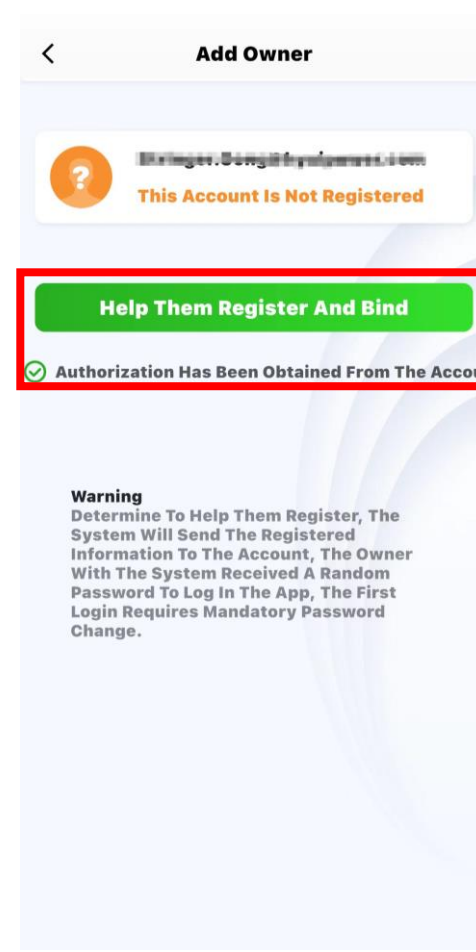 Add Owner
This Account Is Not Registered
Help Them Register And Bind
Authorization Has Been Obtained From The
Warning
Determine To Help Them Register, The
System Will Send The Registered
Information To The Account, The Owner
With The System Received A Random
Password To Log In The App, The First
Login Requires Mandatory Password
Change.